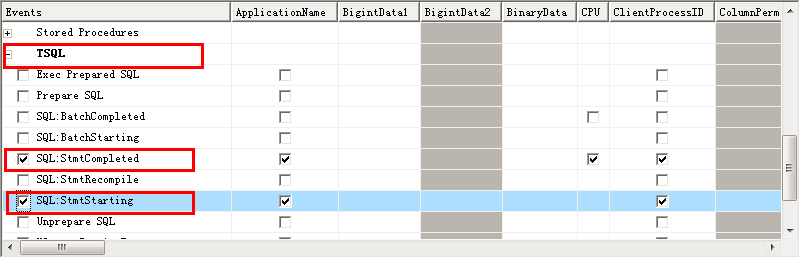 Events ApplicationName BigintData1 BigintData2 BinaryData CPU ClientProcessID ColumnPerm
Stored Procedures
TSQL
Exec Prepared SQL
Prepare SQL
SQL:BatchCompleted
SQL:BatchStarting
SQL:StmtCompleted
SQL:StmtRecompile
SQL:StmtStarting
Unprepare SQL